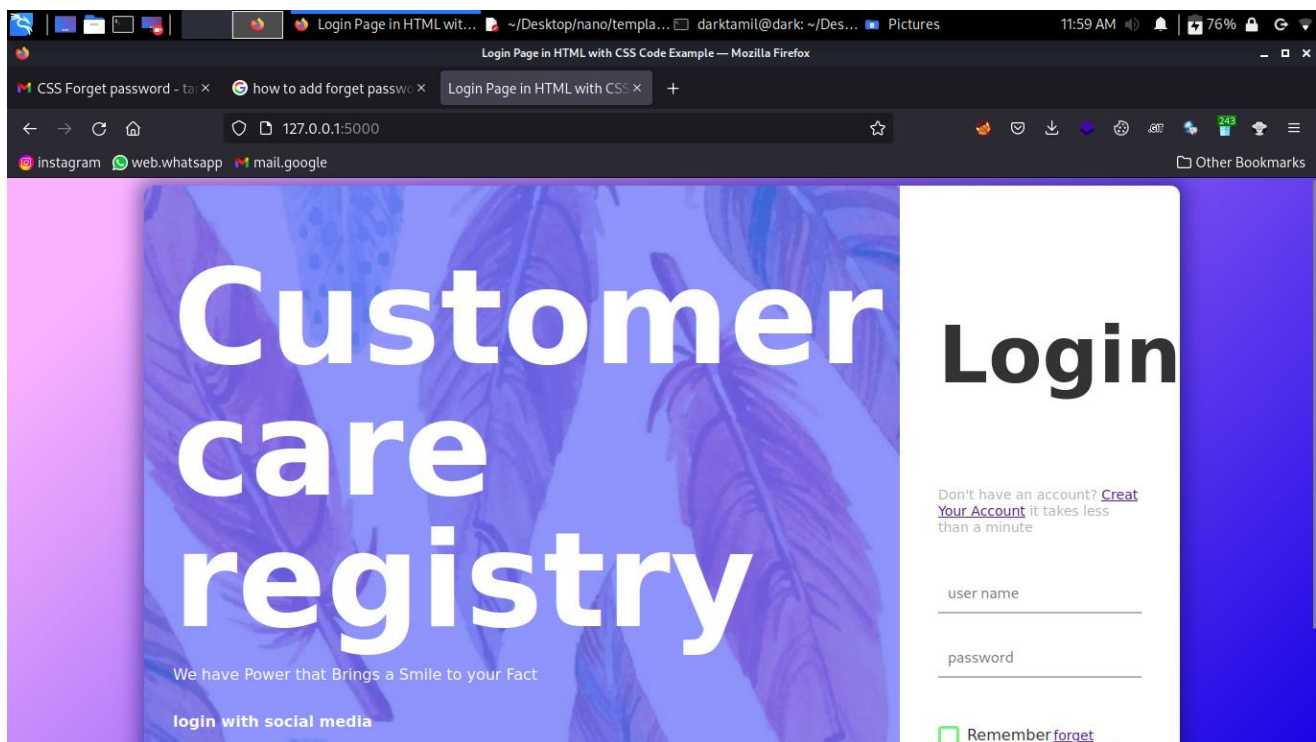 Login Page in HTML wit...
~/Desktop/nano/templa...
darktamil@dark: ~/Des...
Pictures
11:59 AM
76%
Login Page in HTML with CSS Code Example — Mozilla Firefox
CSS Forget password - ta
how to add forget passwo
Login Page in HTML with CSS
127.0.0.1:5000
243
instagram
web.whatsapp
mail.google
Other Bookmarks
Customer
care
registry
We have Power that Brings a Smile to your Fact
login with social media
Login
Don't have an account? Creat
Your Account it takes less
than a minute
user name
password
Remember forget